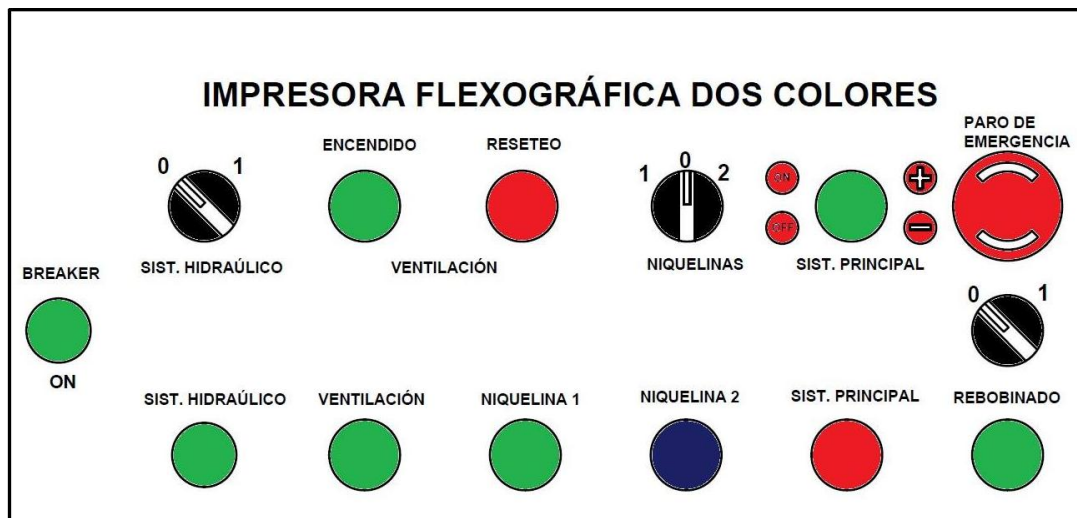 IMPRESORA FLEXOGRÁFICA DOS COLORES
PARO DE
EMERGENCIA
ENCENDIDO
RESETEO
0 1
1 0 2
ON
OFF
SIST. HIDRAÚLICO
VENTILACIÓN
NIQUELINAS
SIST. PRINCIPAL
BREAKER
ON
0 1
SIST. HIDRAÚLICO
VENTILACIÓN
NIQUELINA 1
NIQUELINA 2
SIST. PRINCIPAL
REBOBINADO